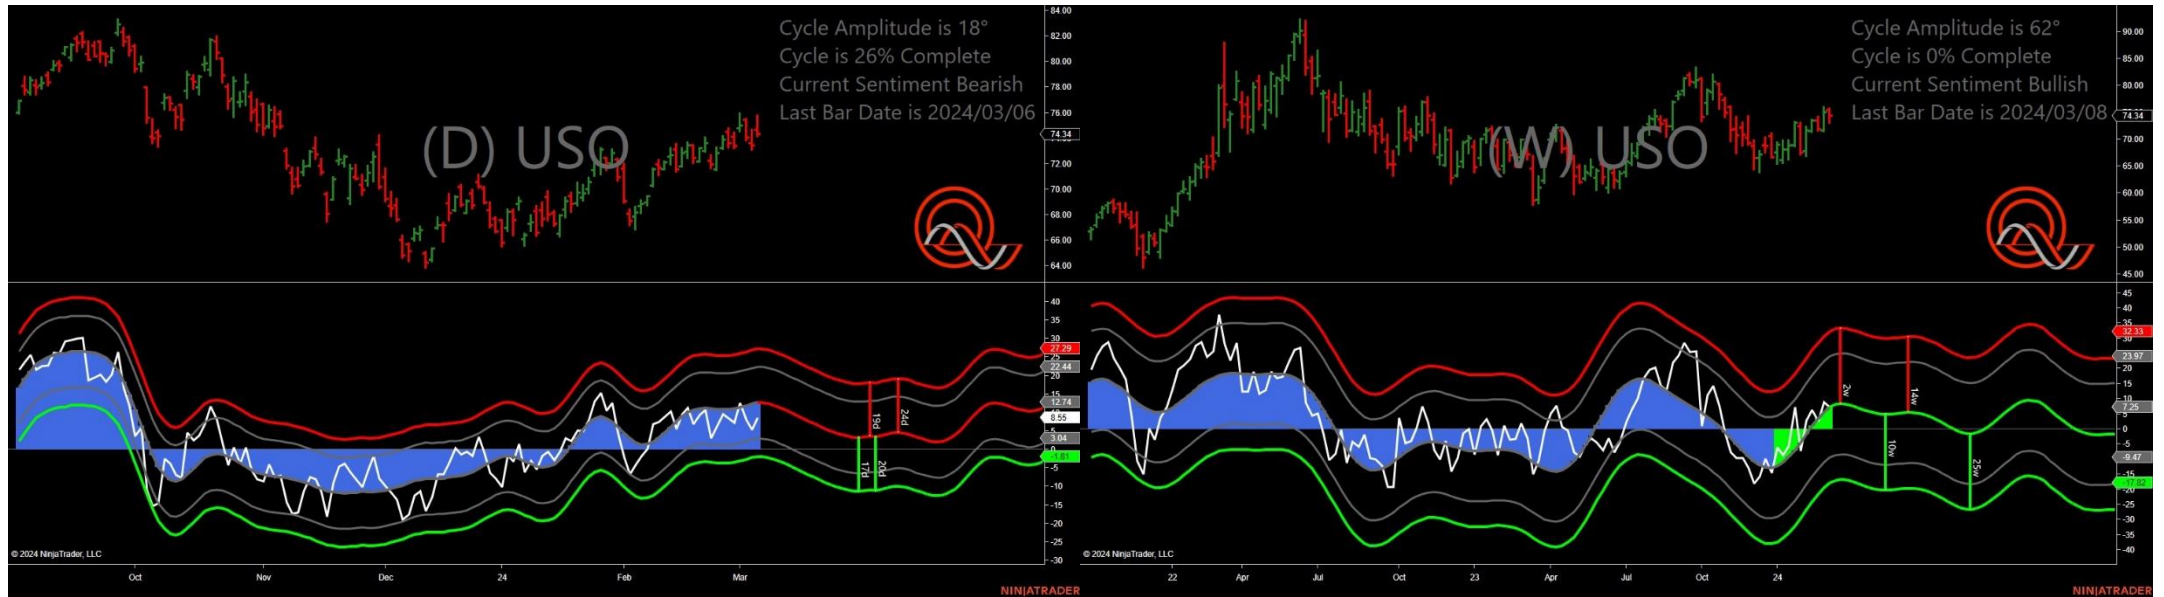 Cycle Amplitude is 18°
Cycle is 26% Complete
Current Sentiment Bearish
Last Bar Date is 2024/03/06
(D) USO
84.00
82.00
80.00
78.00
76.00
74.34
72.00
70.00
68.00
66.00
64.00
40
35
30
27.29
25
22.44
20
15
12.74
8.55
5
3.04
-1.81
-5
-10
-15
-20
-25
-30
19d
24d
17d
20d
© 2024 NinjaTrader, LLC
Oct
Nov
Dec
24
Feb
Mar
NINJATRADER
Cycle Amplitude is 62°
Cycle is 0% Complete
Current Sentiment Bullish
Last Bar Date is 2024/03/08
(W) USO
90.00
85.00
80.00
74.34
70.00
65.00
60.00
55.00
50.00
45.00
45
40
35
32.33
23.97
20
15
10
7.25
5
0
-5
-9.47
-15
-17.82
-20
-25
-30
-35
-40
2w
14w
10w
25w
© 2024 NinjaTrader, LLC
22
Apr
Jul
Oct
23
Apr
Jul
Oct
24
NINJATRADER